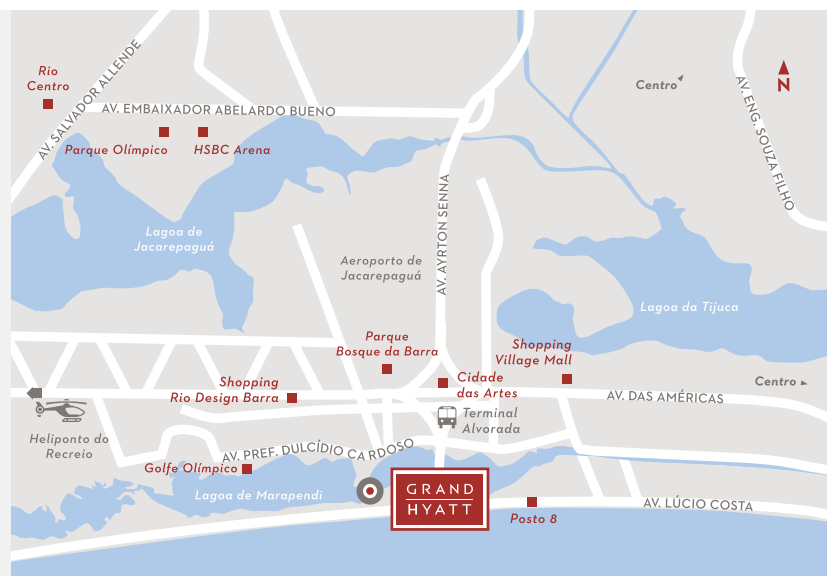 Rio
Centro
AV. SALVADOR ALLENDE
AV. EMBAIXADOR ABELARDO BUENO
Parque Olímpico
HSBC Arena
Centro
N
AV. ENG. SOUZA FILHO
Lagoa de
Jacarepaguá
Aeroporto de
Jacarepaguá
AV. AYRTON SENNA
Lagoa da Tijuca
Parque
Bosque da Barra
Shopping
Village Mall
Shopping
Rio Design Barra
Cidade
das Artes
Centro
AV. DAS AMÉRICAS
Terminal
Alvorada
Heliponto do
Recreio
AV. PREF. DULCÍDIO CARDOSO
Golfe Olímpico
Lagoa de Marapendi
GRAND
HYATT
Posto 8
AV. LÚCIO COSTA